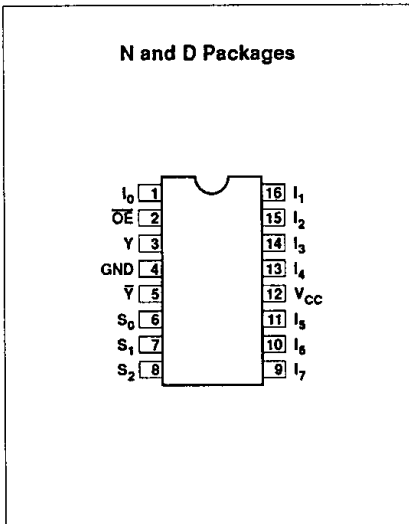 N and D Packages
I0 1 16 I1
OE 2 15 I2
Y 3 14 I3
GND 4 13 I4
Y 5 12 VCC
S0 6 11 I5
S1 7 10 I6
S2 8 9 I7